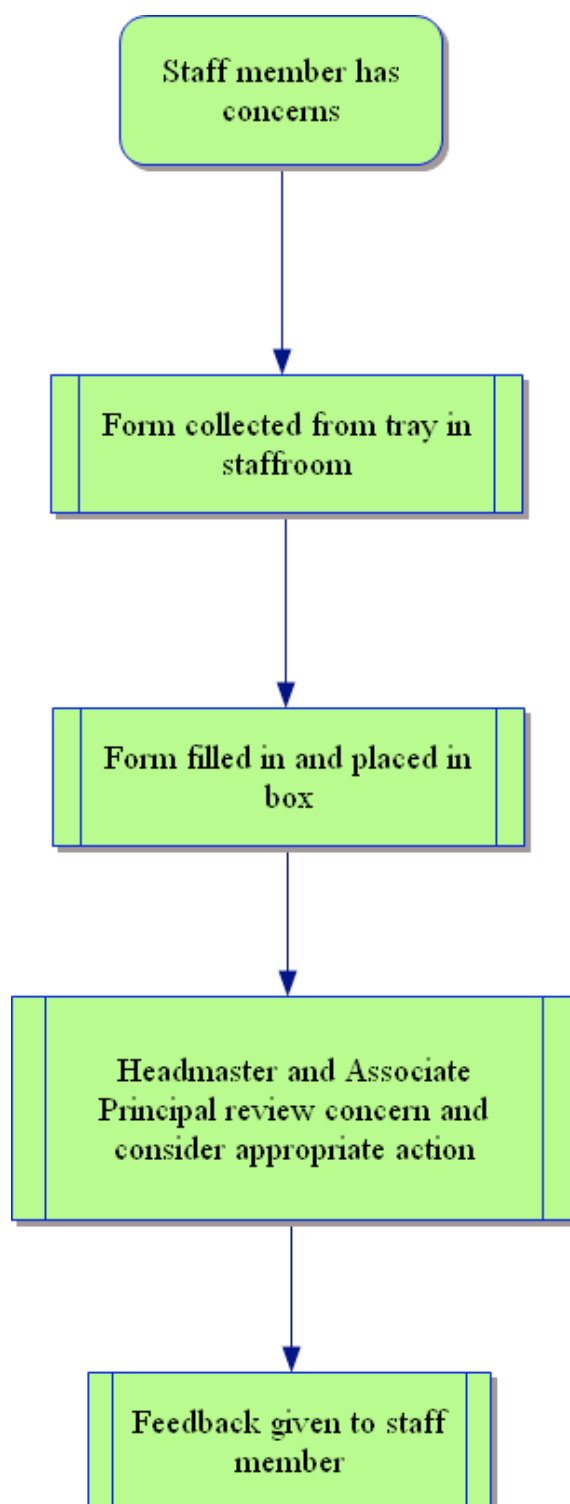 Staff member has
concerns
Form collected from tray in
staffroom
Form filled in and placed in
box
Headmaster and Associate
Principal review concern and
consider appropriate action
Feedback given to staff
member